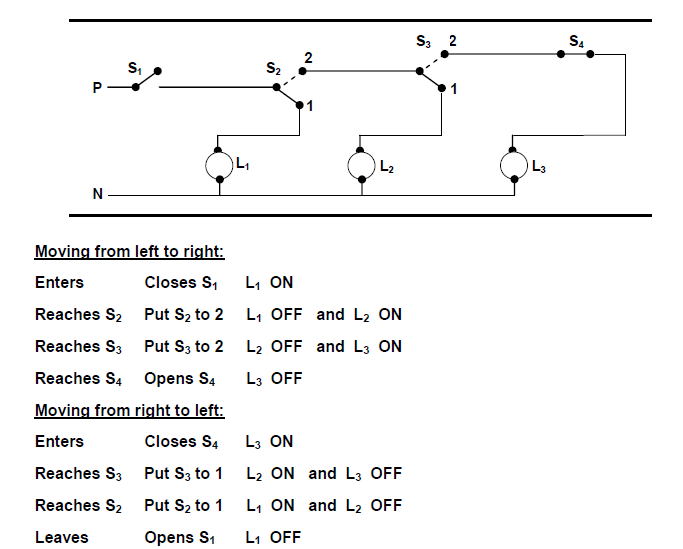 S₃ 2 S₄
S₁ S₂ 2
P 1
1
L₁ L₂ L₃
N
Moving from left to right:
Enters Closes S₁ L₁ ON
Reaches S₂ Put S₂ to 2 L₁ OFF and L₂ ON
Reaches S₃ Put S₃ to 2 L₂ OFF and L₃ ON
Reaches S₄ Opens S₄ L₃ OFF
Moving from right to left:
Enters Closes S₄ L₃ ON
Reaches S₃ Put S₃ to 1 L₂ ON and L₃ OFF
Reaches S₂ Put S₂ to 1 L₁ ON and L₂ OFF
Leaves Opens S₁ L₁ OFF